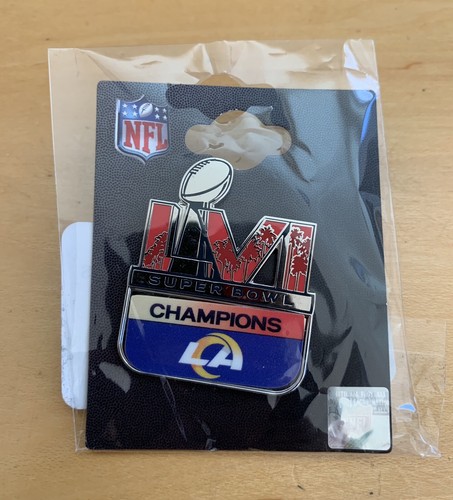 NFL
LVI
SUPER BOWL
CHAMPIONS
LA